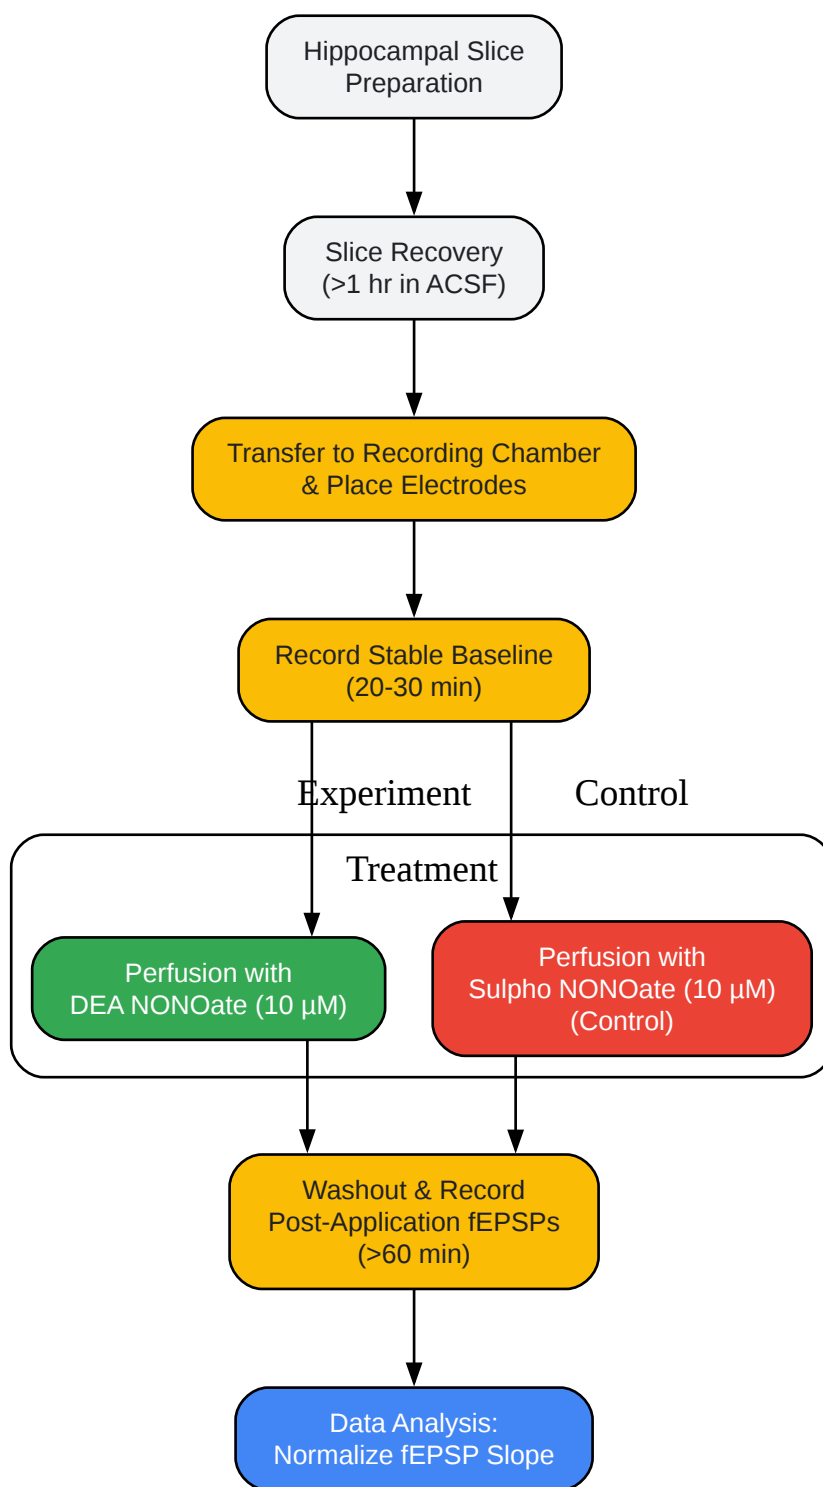 Hippocampal Slice
Preparation
Slice Recovery
(>1 hr in ACSF)
Transfer to Recording Chamber
& Place Electrodes
Record Stable Baseline
(20-30 min)
Experiment
Control
Treatment
Perfusion with
DEA NONOate (10 µM)
Perfusion with
Sulpho NONOate (10 µM)
(Control)
Washout & Record
Post-Application fEPSPs
(>60 min)
Data Analysis:
Normalize fEPSP Slope